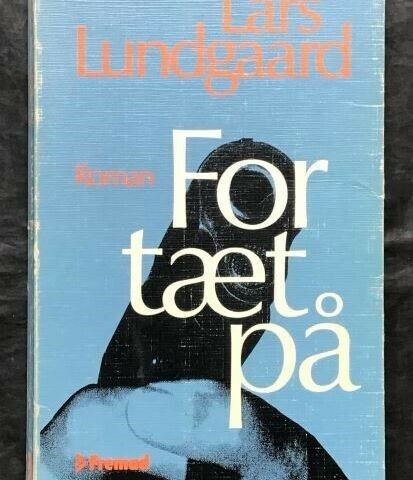 Lars
Lundgaard
Roman
For
tæt
på
Fremad